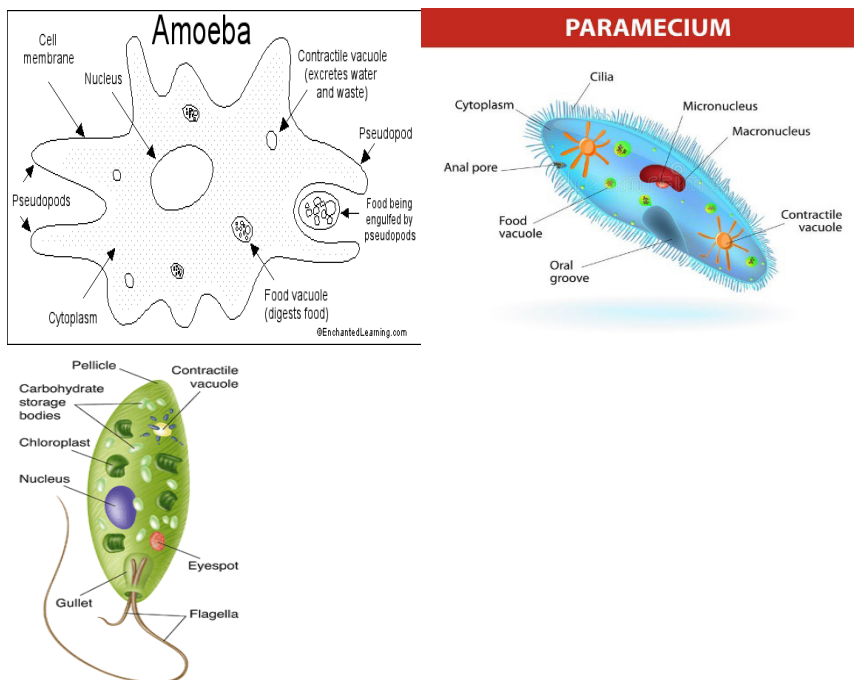 Amoeba
Cell
membrane
Nucleus
Contractile vacuole
(excretes water
and waste)
Pseudopod
Pseudopods
Food being
engulfed by
pseudopods
Cytoplasm
Food vacuole
(digests food)
©EnchantedLearning.com
PARAMECIUM
Cilia
Cytoplasm
Micronucleus
Macronucleus
Anal pore
Food
vacuole
Contractile
vacuole
Oral
groove
Pellicle
Contractile
vacuole
Carbohydrate
storage
bodies
Chloroplast
Nucleus
Eyespot
Gullet
Flagella